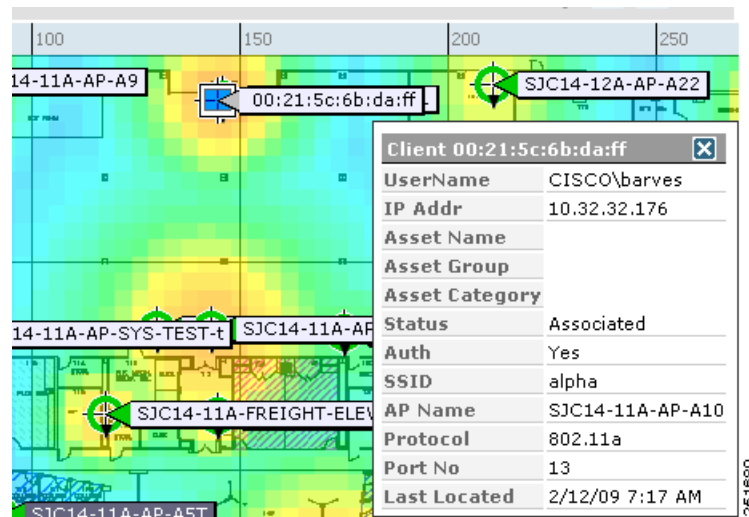 100 150 200 250
14-11A-AP-A9
00:21:5c:6b:da:ff
SJC14-12A-AP-A22
Client 00:21:5c:6b:da:ff
UserName CISCO\barves
IP Addr 10.32.32.176
Asset Name
Asset Group
Asset Category
Status Associated
Auth Yes
SSID alpha
AP Name SJC14-11A-AP-A10
Protocol 802.11a
Port No 13
Last Located 2/12/09 7:17 AM
14-11A-AP-SYS-TEST-t
SJC14-11A-AP
SJC14-11A-FREIGHT-ELEV
SJC14-11A-AP-A5T